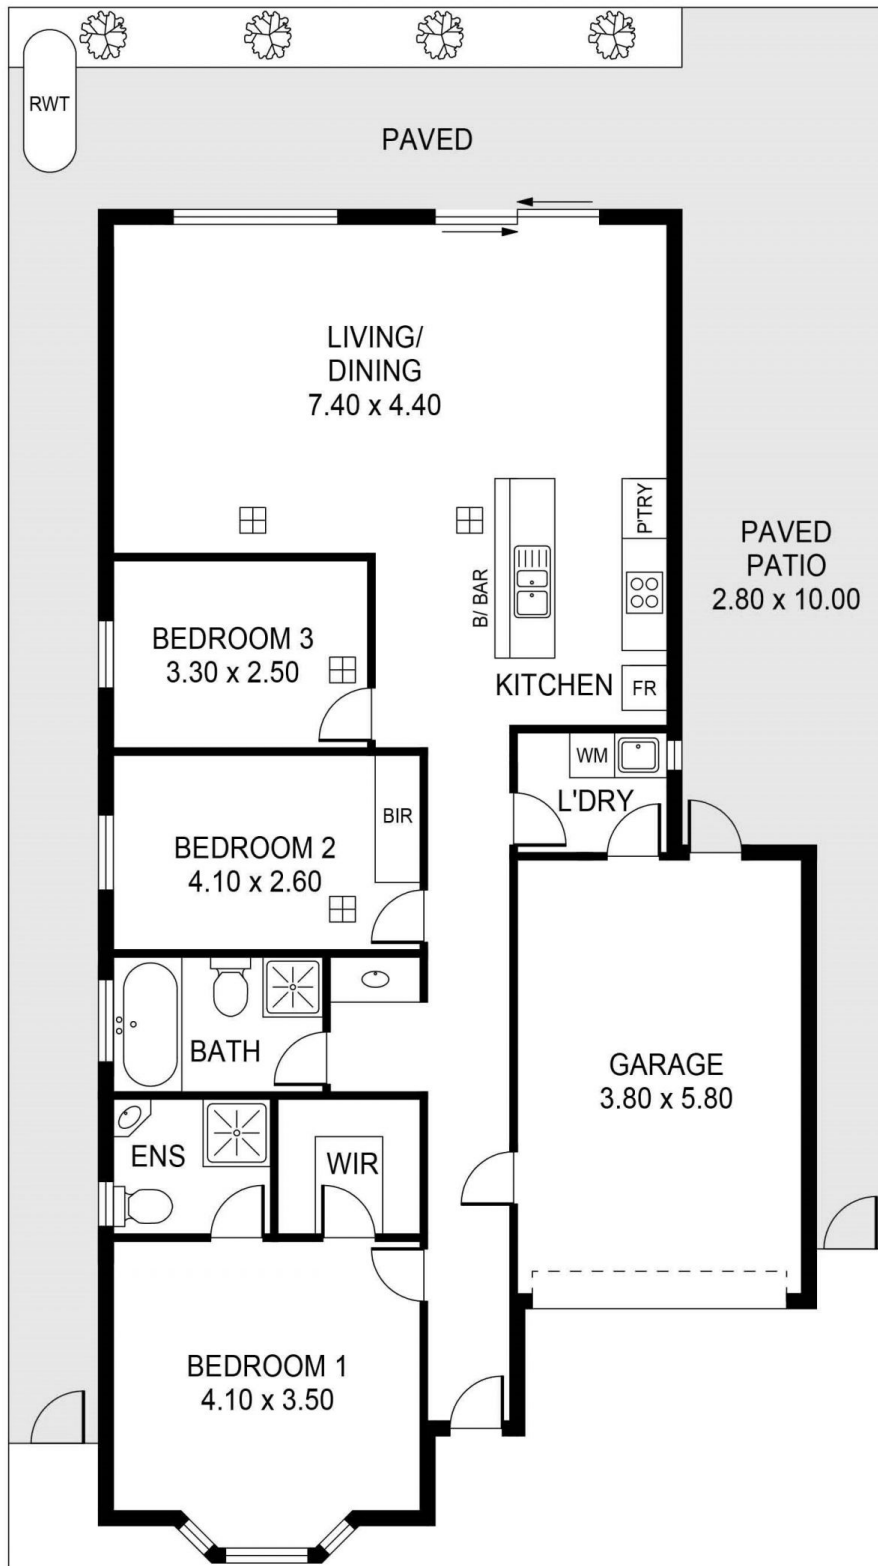 RWT
PAVED
LIVING/
DINING
7.40 x 4.40
P'TRY
B/ BAR
PAVED
PATIO
2.80 x 10.00
BEDROOM 3
3.30 x 2.50
KITCHEN
FR
WM
L'DRY
BIR
BEDROOM 2
4.10 x 2.60
BATH
GARAGE
3.80 x 5.80
ENS
WIR
BEDROOM 1
4.10 x 3.50